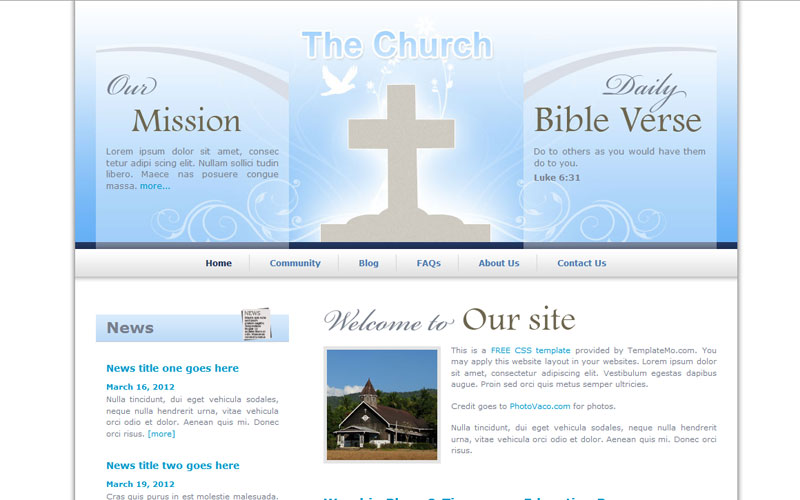 The Church
Our
Mission
Lorem ipsum dolor sit amet, consec
tetur adipi scing elit. Nullam sollici tudin
libero. Maece nas posuere congue
massa. more...
Daily
Bible Verse
Do to others as you would have them
do to you.
Luke 6:31
Home Community Blog FAQs About Us Contact Us
News
NEWS
News title one goes here
March 16, 2012
Nulla tincidunt, dui eget vehicula sodales,
neque nulla hendrerit urna, vitae vehicula
orci odio et dolor. Aenean quis mi. Donec
orci risus. [more]
News title two goes here
March 19, 2012
Cras quis purus in est molestie malesuada.
Welcome to Our site
This is a FREE CSS template provided by TemplateMo.com. You
may apply this website layout in your websites. Lorem ipsum dolor
sit amet, consectetur adipiscing elit. Vestibulum egestas dapibus
augue. Proin sed orci quis metus semper ultricies.
Credit goes to PhotoVaco.com for photos.
Nulla tincidunt, dui eget vehicula sodales, neque nulla hendrerit
urna, vitae vehicula orci odio et dolor. Aenean quis mi. Donec orci
risus.